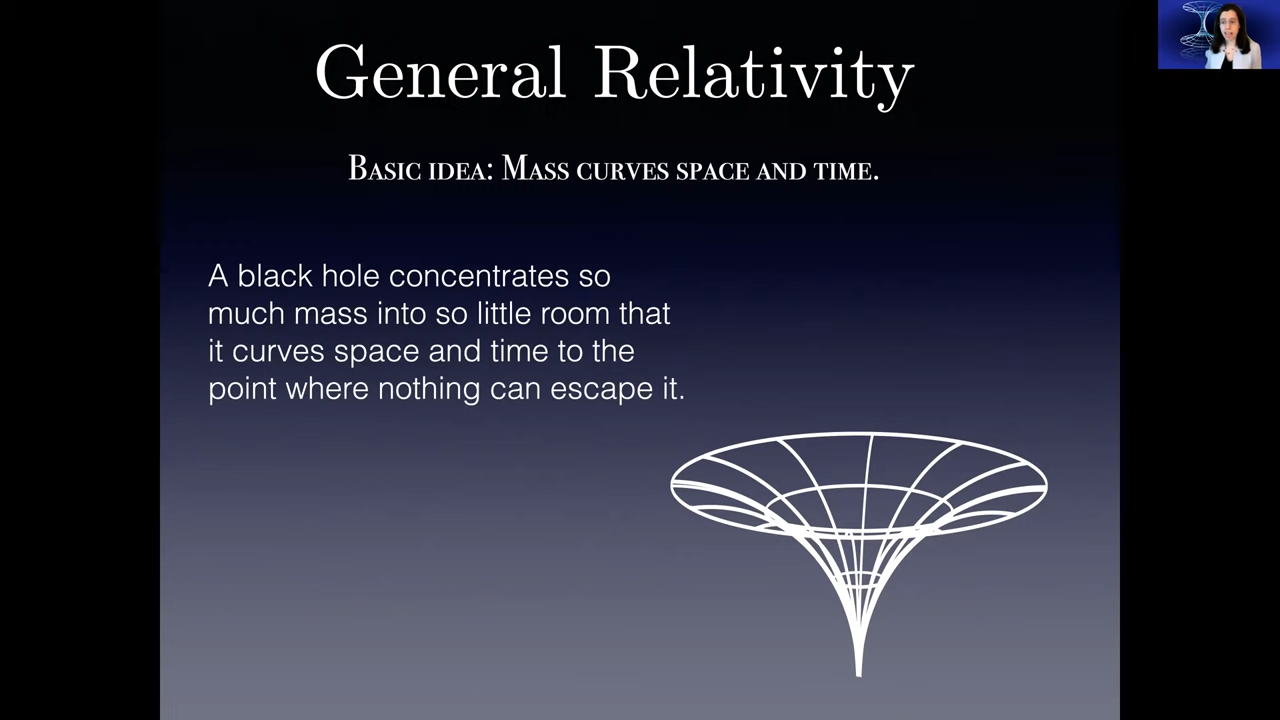 General Relativity
Basic idea: Mass curves space and time.
A black hole concentrates so
much mass into so little room that
it curves space and time to the
point where nothing can escape it.